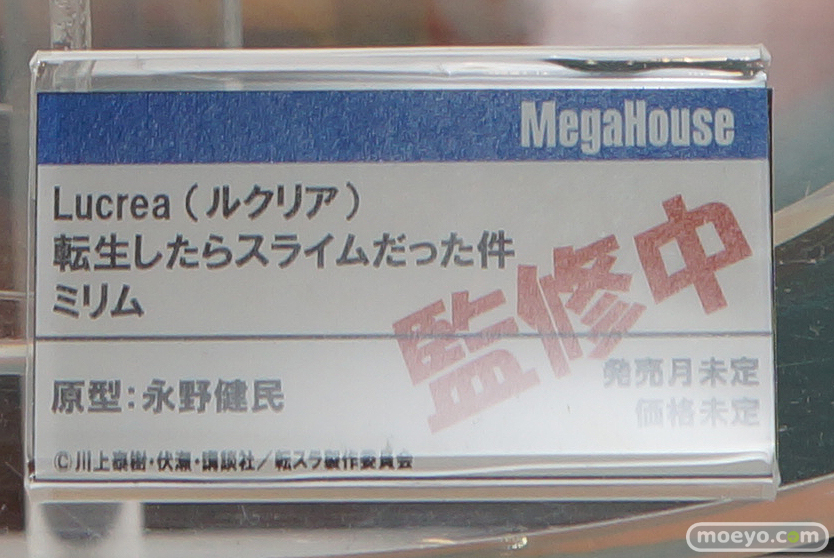 MegaHouse
Lucrea（ルクリア）
転生したらスライムだった件
ミリム
監修中
原型：永野健民
発売月未定
価格未定
©川上泰樹・伏瀬・講談社／転スラ製作委員会
moeyo.com